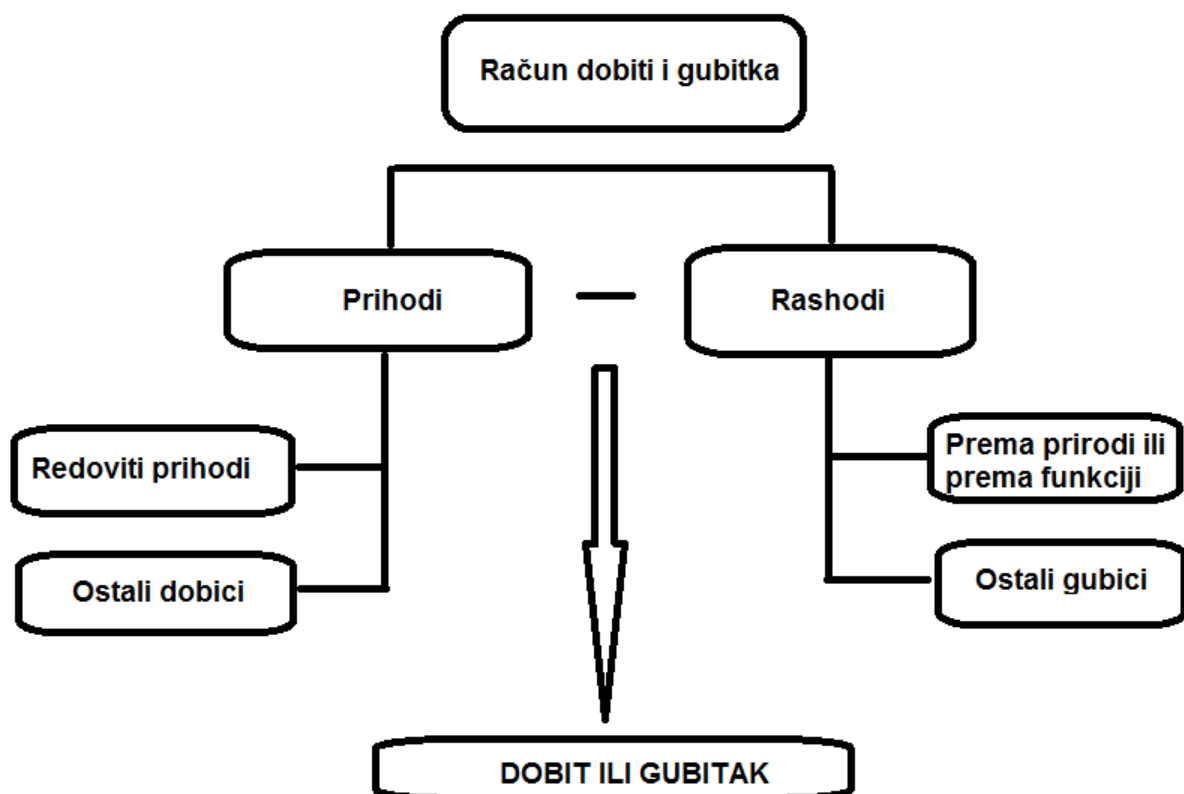 Račun dobiti i gubitka
Prihodi
Rashodi
Redoviti prihodi
Prema prirodi ili
prema funkciji
Ostali dobici
Ostali gubici
DOBIT ILI GUBITAK